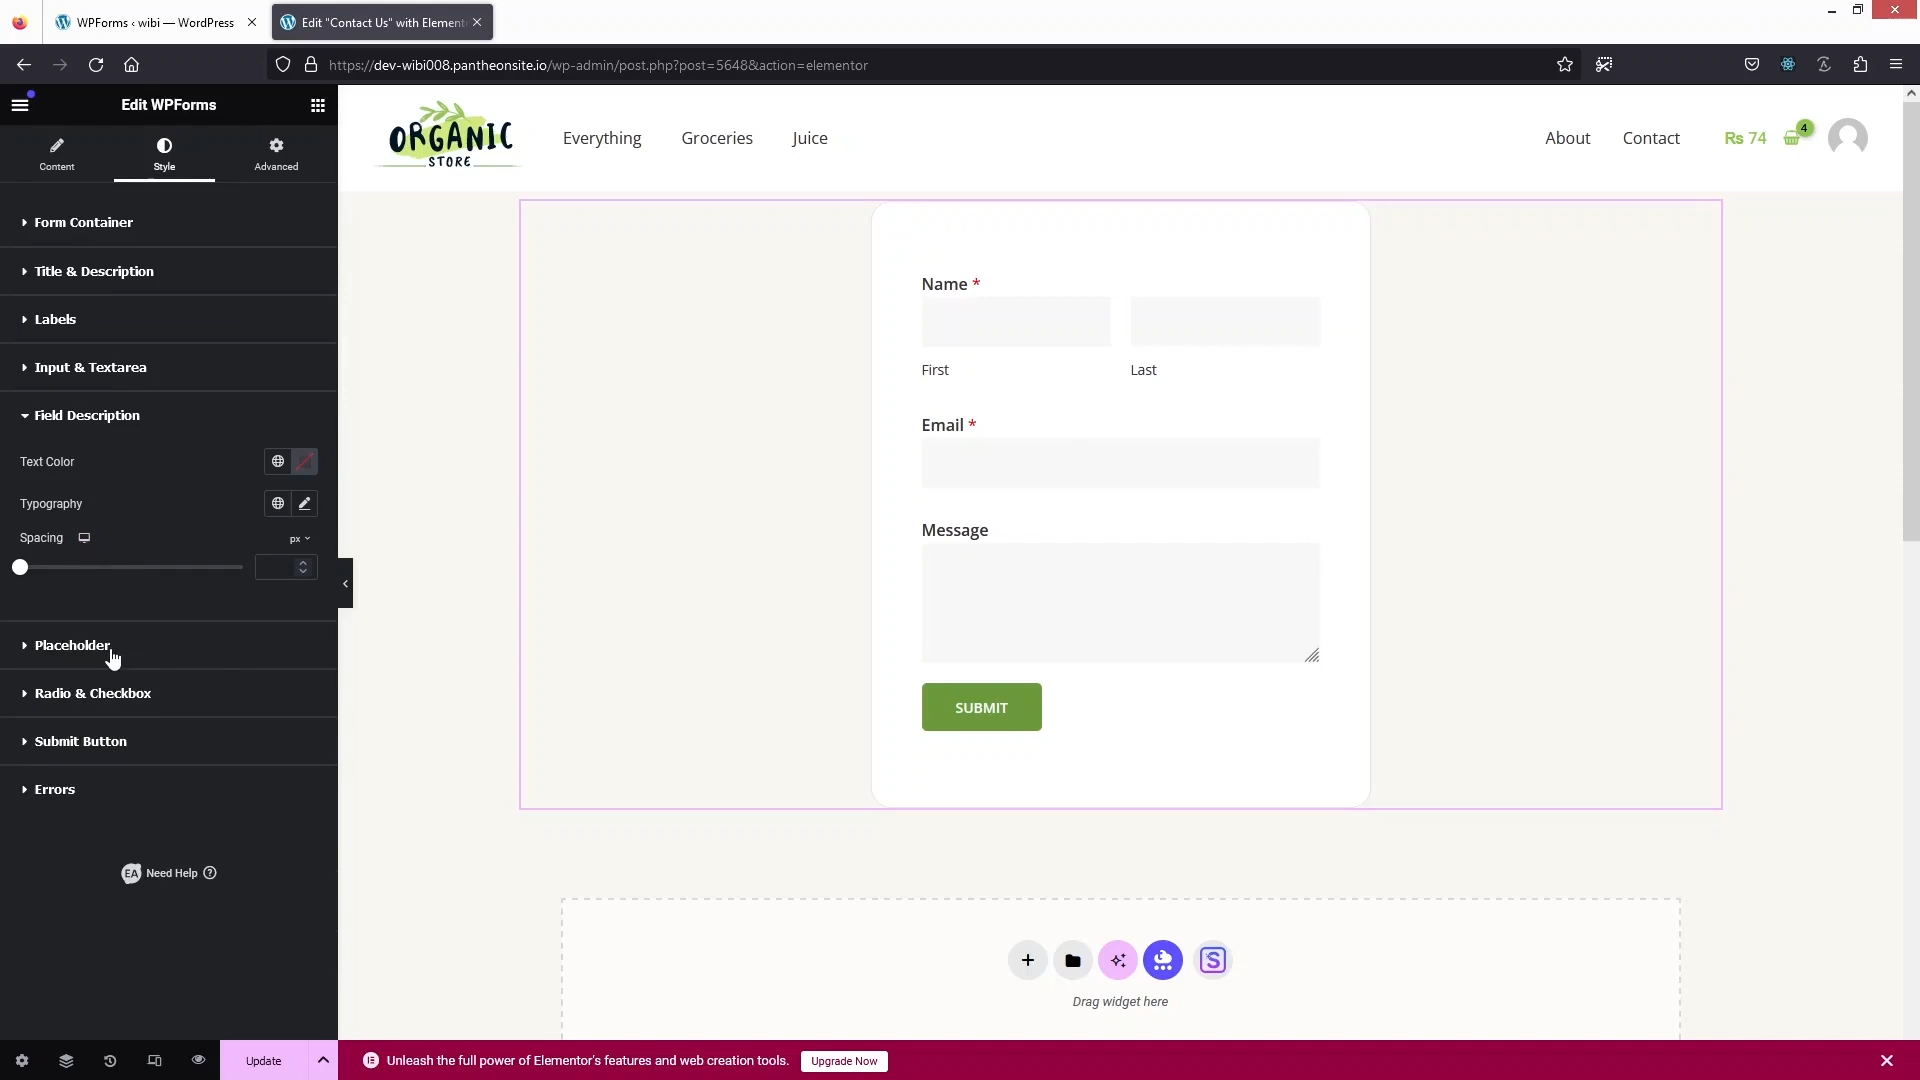 WPForms ‹ wibi — WordPress
Edit "Contact Us" with Element
https://dev-wibi008.pantheonsite.io/wp-admin/post.php?post=5648&action=elementor
Edit WPForms
Content
Style
Advanced
Form Container
Title & Description
Labels
Input & Textarea
Field Description
Text Color
Typography
Spacing
px
Placeholder
Radio & Checkbox
Submit Button
Errors
EA Need Help ?
Update
ORGANIC
STORE
Everything
Groceries
Juice
About
Contact
₨ 74
4
Name *
First
Last
Email *
Message
SUBMIT
Drag widget here
Unleash the full power of Elementor's features and web creation tools.
Upgrade Now